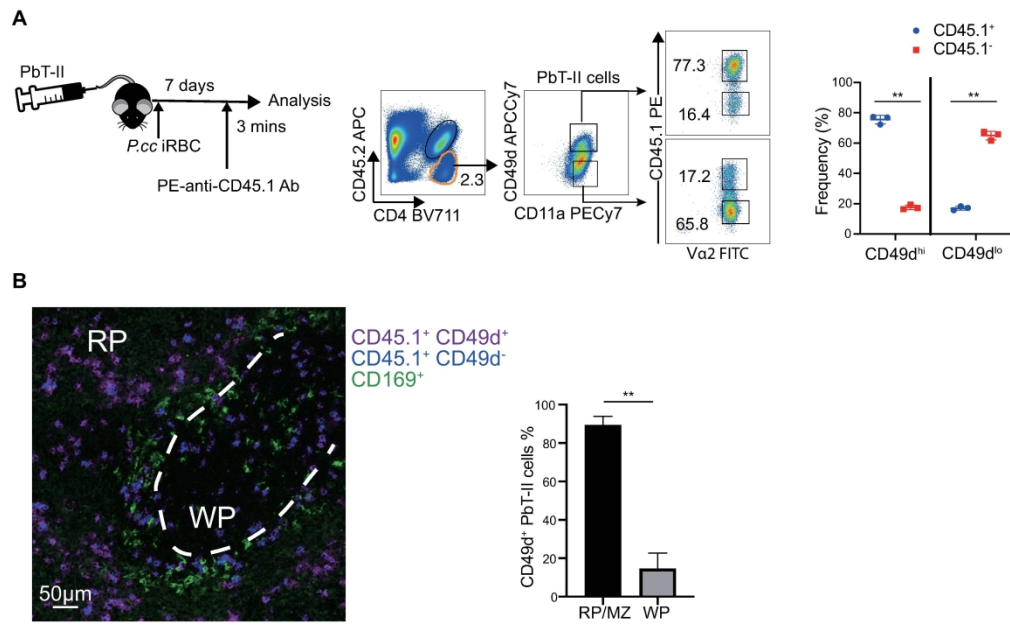 A
PbT-II
7 days
Analysis
3 mins
P.cc iRBC
PE-anti-CD45.1 Ab
CD45.2 APC
CD4 BV711
2.3
CD49d APCCy7
CD11a PECy7
PbT-II cells
CD45.1 PE
77.3
16.4
17.2
65.8
Vα2 FITC
CD45.1⁺
CD45.1⁻
Frequency (%)
80
60
40
20
0
**
**
CD49dʰⁱ
CD49dˡᵒ
B
RP
WP
50µm
CD45.1⁺ CD49d⁺
CD45.1⁺ CD49d⁻
CD169⁺
CD49d⁺ PbT-II cells %
100
80
60
40
20
0
**
RP/MZ
WP